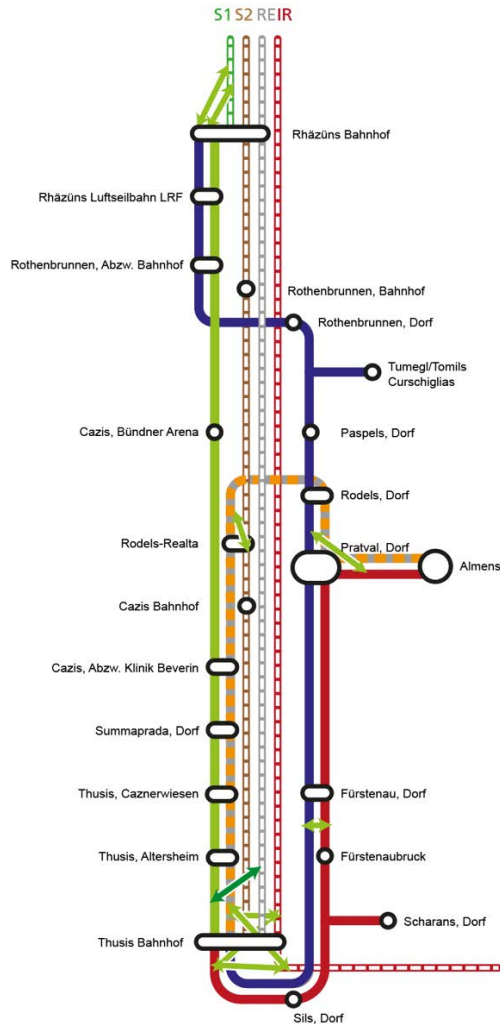 S1 S2 RE IR
Rhäzüns Bahnhof
Rhäzüns Luftseilbahn LRF
Rothenbrunnen, Abzw. Bahnhof
Rothenbrunnen, Bahnhof
Rothenbrunnen, Dorf
Tumegl/Tomils
Curschiglias
Cazis, Bündner Arena
Paspels, Dorf
Rodels, Dorf
Rodels-Realta
Pratval, Dorf
Almens
Cazis Bahnhof
Cazis, Abzw. Klinik Beverin
Summaprada, Dorf
Thusis, Caznerwiesen
Fürstenau, Dorf
Thusis, Altersheim
Fürstenaubruck
Scharans, Dorf
Thusis Bahnhof
Sils, Dorf